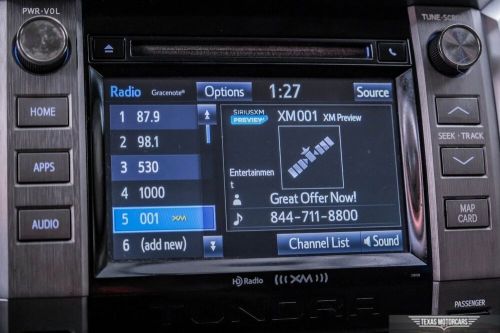 PWR·VOL
TUNE·SCROLL
Radio Gracenote® Options 1:27 Source
HOME
APPS
AUDIO
1 87.9
2 98.1
3 530
4 1000
5 001 XM
6 (add new)
SIRIUSXM
PREVIEW
XM001 XM Preview
Entertainmen
t
Great Offer Now!
844-711-8800
Channel List Sound
SEEK · TRACK
MAP
CARD
HD Radio (((XM)))
PASSENGER
TUNDRA
TEXAS MOTORCARS